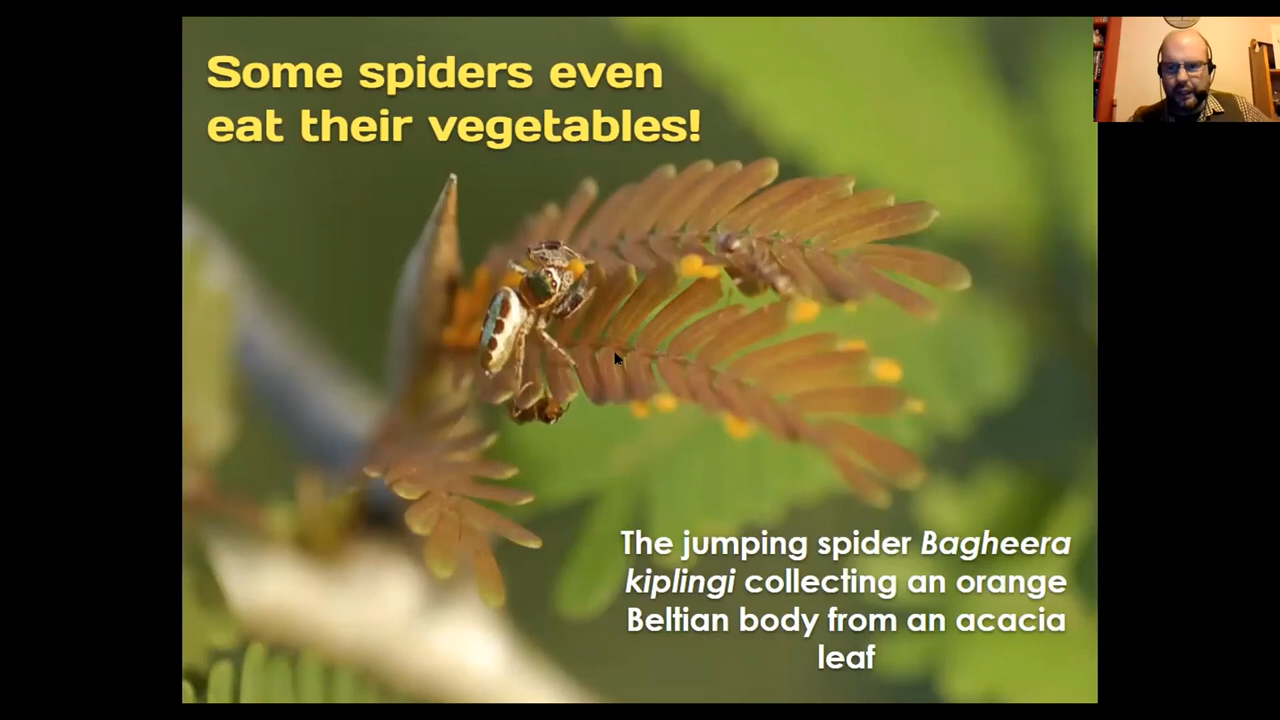 Some spiders even
eat their vegetables!
The jumping spider Bagheera
kiplingi collecting an orange
Beltian body from an acacia
leaf